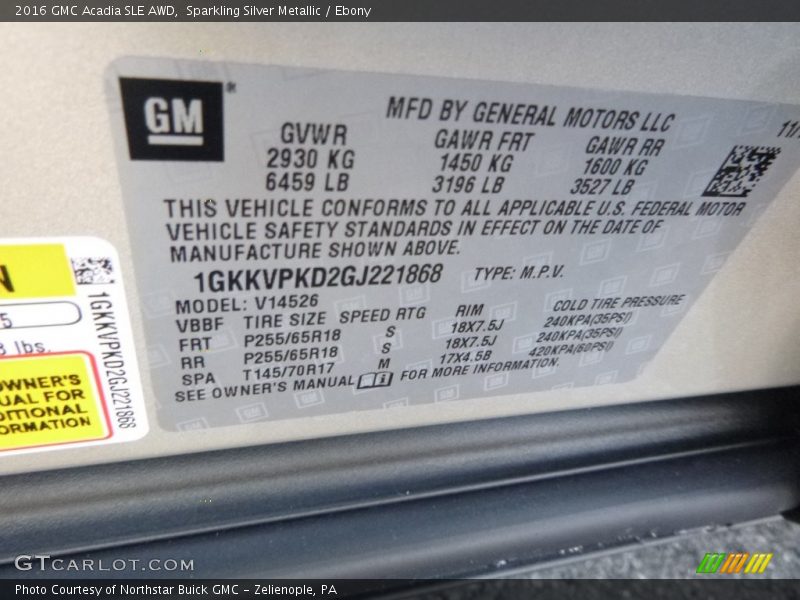 2016 GMC Acadia SLE AWD,  Sparkling Silver Metallic / Ebony
GM
MFD BY GENERAL MOTORS LLC
GVWR GAWR FRT GAWR RR
2930 KG 1450 KG 1600 KG
6459 LB 3196 LB 3527 LB
THIS VEHICLE CONFORMS TO ALL APPLICABLE U.S. FEDERAL MOTOR
VEHICLE SAFETY STANDARDS IN EFFECT ON THE DATE OF
MANUFACTURE SHOWN ABOVE.
1GKKVPKD2GJ221868 TYPE: M.P.V.
MODEL: V14526
VBBF TIRE SIZE SPEED RTG RIM COLD TIRE PRESSURE
FRT P255/65R18 S 18X7.5J 240KPA(35PSI)
RR P255/65R18 S 18X7.5J 240KPA(35PSI)
SPA T145/70R17 M 17X4.5B 420KPA(60PSI)
SEE OWNER'S MANUAL FOR MORE INFORMATION.
N
5
lbs.
OWNER'S
UAL FOR
DITIONAL
ORMATION
1GKKVPKD2GJ221868
GTCARLOT.COM
Photo Courtesy of Northstar Buick GMC - Zelienople, PA